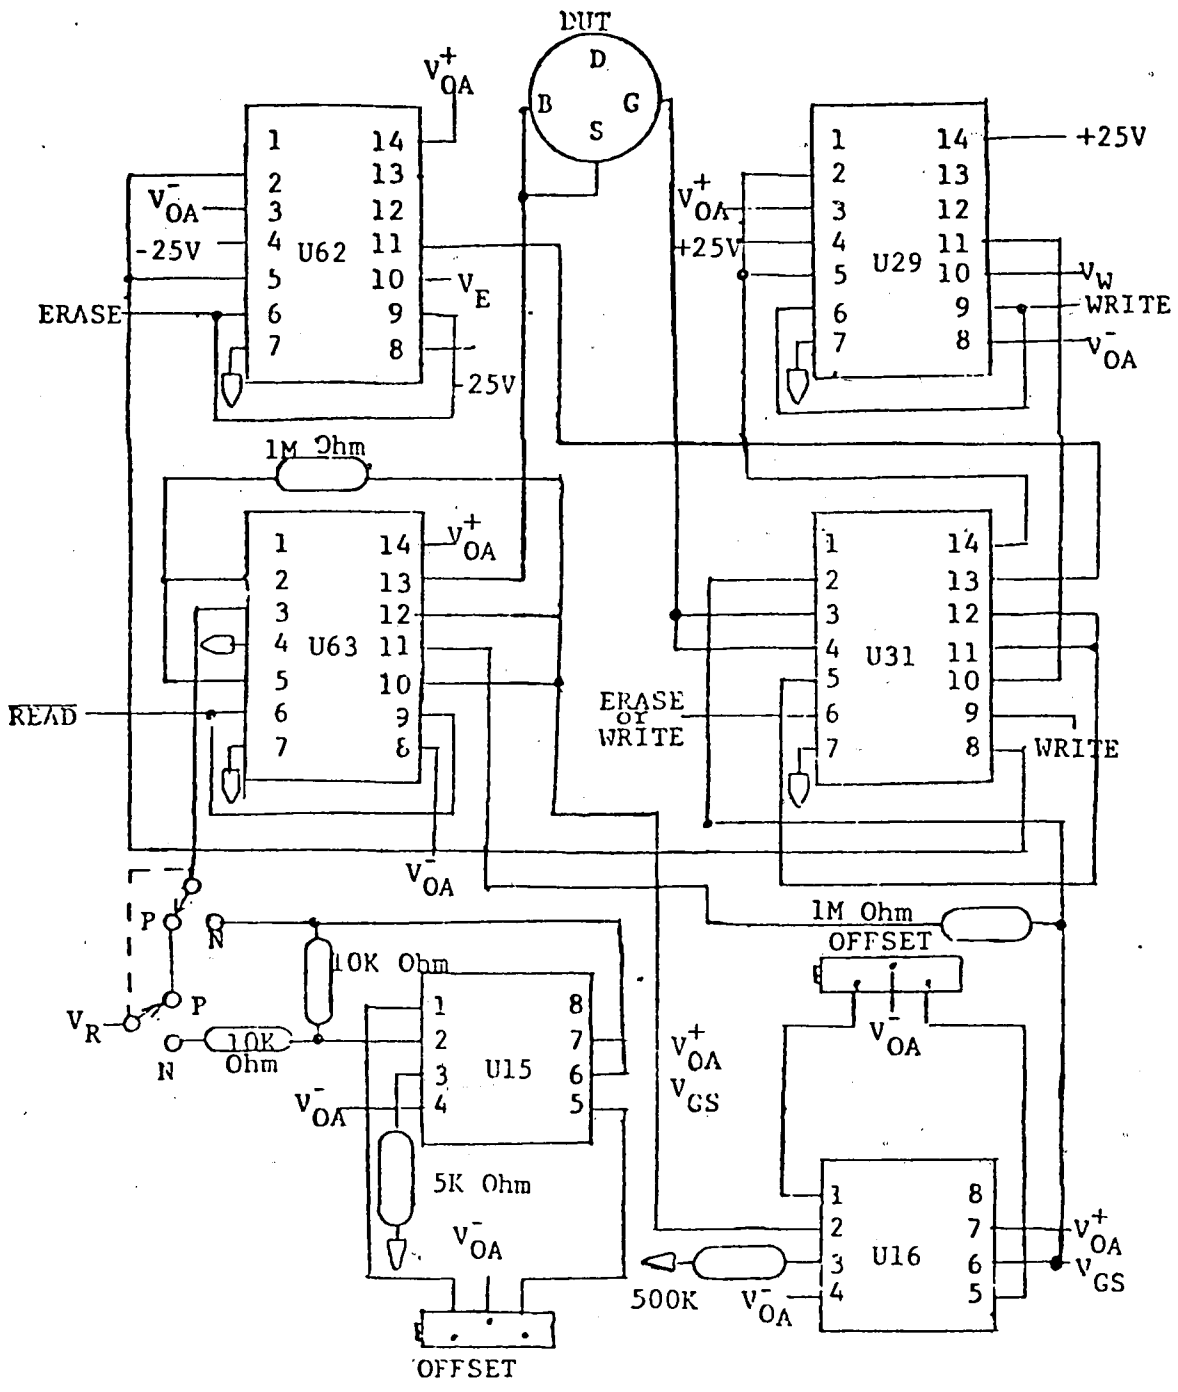 DUT
D
B G
S
V+OA
1 14
2 13
3 12
4 11
5 10
6 9
7 8
U62
V-OA
-25V
ERASE
VE
-25V
1 14
2 13
3 12
4 11
5 10
6 9
7 8
U29
+25V
V+OA
+25V
VW
WRITE
V-OA
1M Ohm
1 14
2 13
3 12
4 11
5 10
6 9
7 8
U63
V+OA
READ
V-OA
1 14
2 13
3 12
4 11
5 10
6 9
7 8
U31
ERASE
or
WRITE
WRITE
P
N
P
VR
N
10K Ohm
10K
Ohm
1 8
2 7
3 6
4 5
U15
V-OA
V+OA
VGS
5K Ohm
V-OA
OFFSET
1M Ohm
OFFSET
V-OA
1 8
2 7
3 6
4 5
U16
500K
V-OA
V+OA
VGS